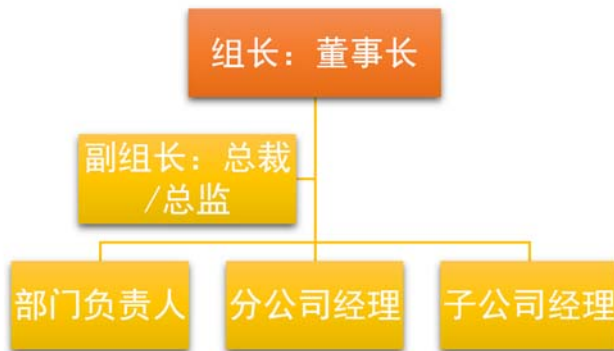 组长：董事长
副组长：总裁
/总监
部门负责人
分公司经理
子公司经理